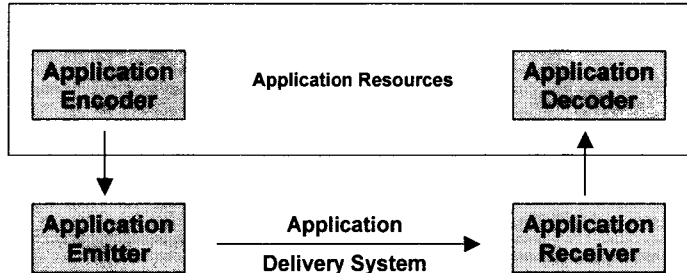 Application
Encoder
Application Resources
Application
Decoder
Application
Emitter
Application
Delivery System
Application
Receiver